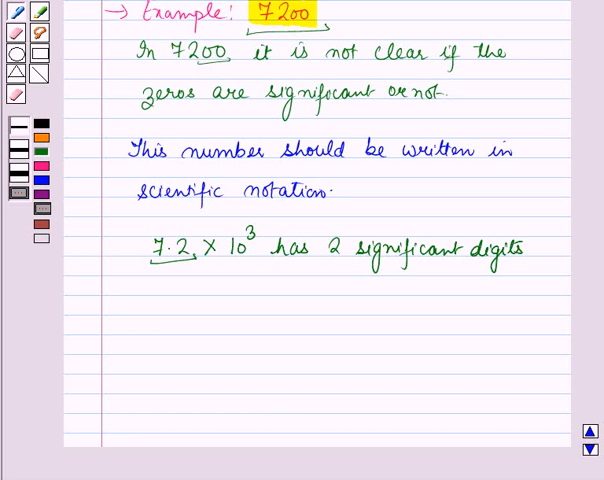 → Example: 7200
In 7200 it is not clear if the
zeros are significant or not.
This number should be written in
scientific notation.
7.2 × 10³ has 2 significant digits